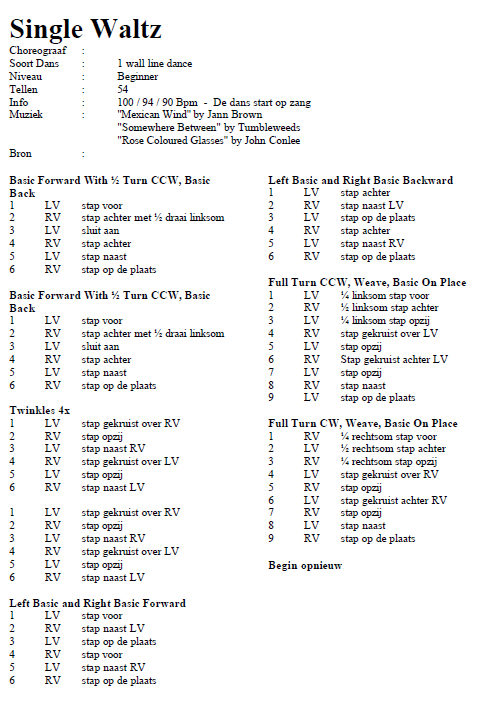 Single Waltz
Choreograaf :
Soort Dans : 1 wall line dance
Niveau : Beginner
Tellen : 54
Info : 100 / 94 / 90 Bpm - De dans start op zang
Muziek : "Mexican Wind" by Jann Brown
"Somewhere Between" by Tumbleweeds
"Rose Coloured Glasses" by John Conlee
Bron :
Basic Forward With ½ Turn CCW, Basic
Back
1 LV stap voor
2 RV stap achter met ½ draai linksom
3 LV sluit aan
4 RV stap achter
5 LV stap naast
6 RV stap op de plaats
Basic Forward With ½ Turn CCW, Basic
Back
1 LV stap voor
2 RV stap achter met ½ draai linksom
3 LV sluit aan
4 RV stap achter
5 LV stap naast
6 RV stap op de plaats
Twinkles 4x
1 LV stap gekruist over RV
2 RV stap opzij
3 LV stap naast RV
4 RV stap gekruist over LV
5 LV stap opzij
6 RV stap naast LV
1 LV stap gekruist over RV
2 RV stap opzij
3 LV stap naast RV
4 RV stap gekruist over LV
5 LV stap opzij
6 RV stap naast LV
Left Basic and Right Basic Forward
1 LV stap voor
2 RV stap naast LV
3 LV stap op de plaats
4 RV stap voor
5 LV stap naast RV
6 RV stap op de plaats
Left Basic and Right Basic Backward
1 LV stap achter
2 RV stap naast LV
3 LV stap op de plaats
4 RV stap achter
5 LV stap naast RV
6 RV stap op de plaats
Full Turn CCW, Weave, Basic On Place
1 LV ¼ linksom stap voor
2 RV ½ linksom stap achter
3 LV ¼ linksom stap opzij
4 RV stap gekruist over LV
5 LV stap opzij
6 RV Stap gekruist achter LV
7 LV stap opzij
8 RV stap naast
9 LV stap op de plaats
Full Turn CW, Weave, Basic On Place
1 RV ¼ rechtsom stap voor
2 LV ½ rechtsom stap achter
3 RV ¼ rechtsom stap opzij
4 LV stap gekruist over RV
5 RV stap opzij
6 LV stap gekruist achter RV
7 RV stap opzij
8 LV stap naast
9 RV stap op de plaats
Begin opnieuw